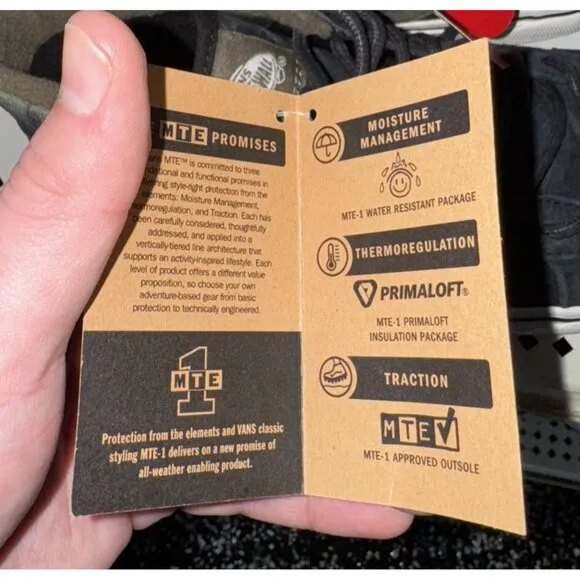 VANS
"OFF THE WALL"
MTE PROMISES
MTE™ is committed to three
and functional promises in
style-right protection from the
Moisture Management,
and Traction. Each has
been carefully considered, thoughtfully
addressed, and applied into a
vertically-tiered line architecture that
supports an activity-inspired lifestyle. Each
level of product offers a different value
proposition, so choose your own
adventure-based gear from basic
protection to technically engineered.
1
MTE
Protection from the elements and VANS classic
styling MTE-1 delivers on a new promise of
all-weather enabling product.
MOISTURE
MANAGEMENT
MTE-1 WATER RESISTANT PACKAGE
THERMOREGULATION
PRIMALOFT®
MTE-1 PRIMALOFT
INSULATION PACKAGE
TRACTION
MTE
MTE-1 APPROVED OUTSOLE